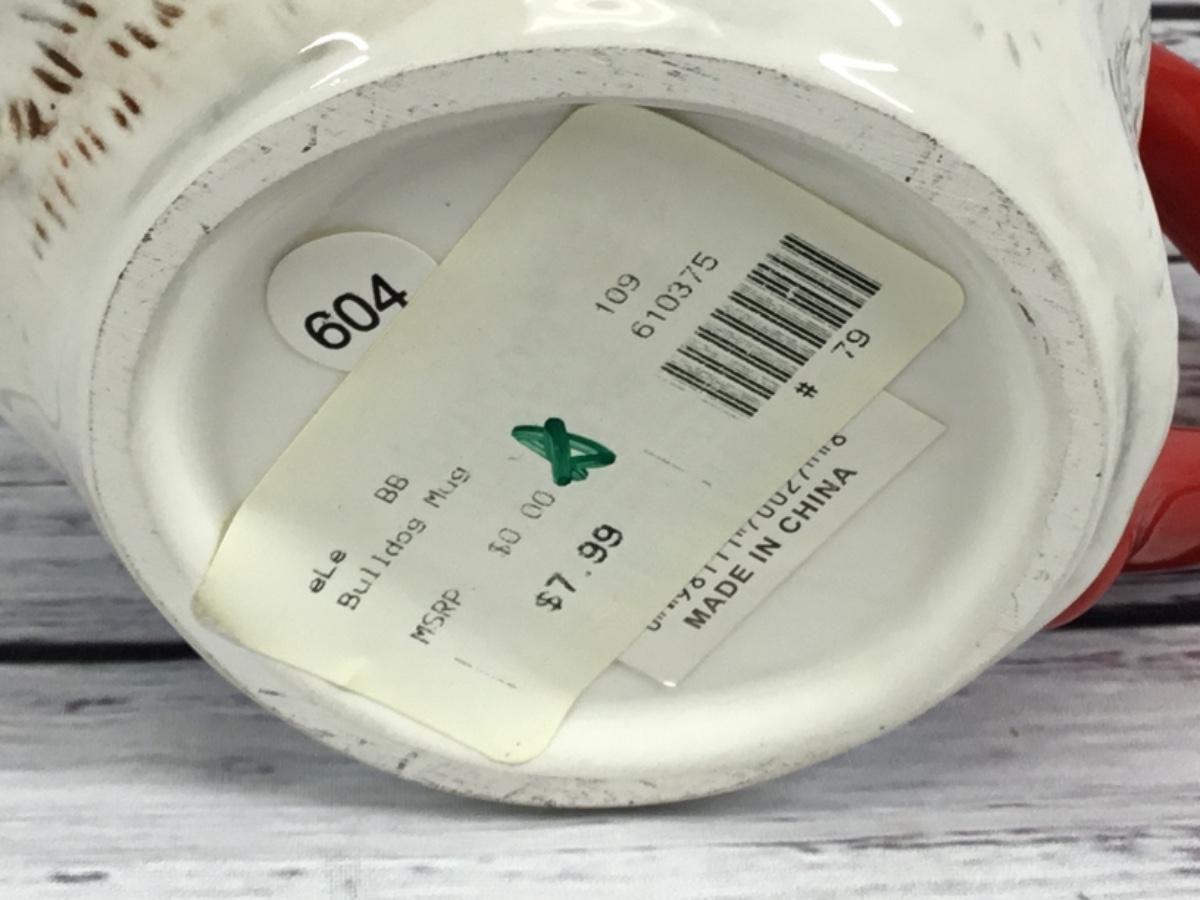 604
109
610375
# 79
BB
eLe
Bulldog Mug
MSRP $0 00
$7.99
MADE IN CHINA